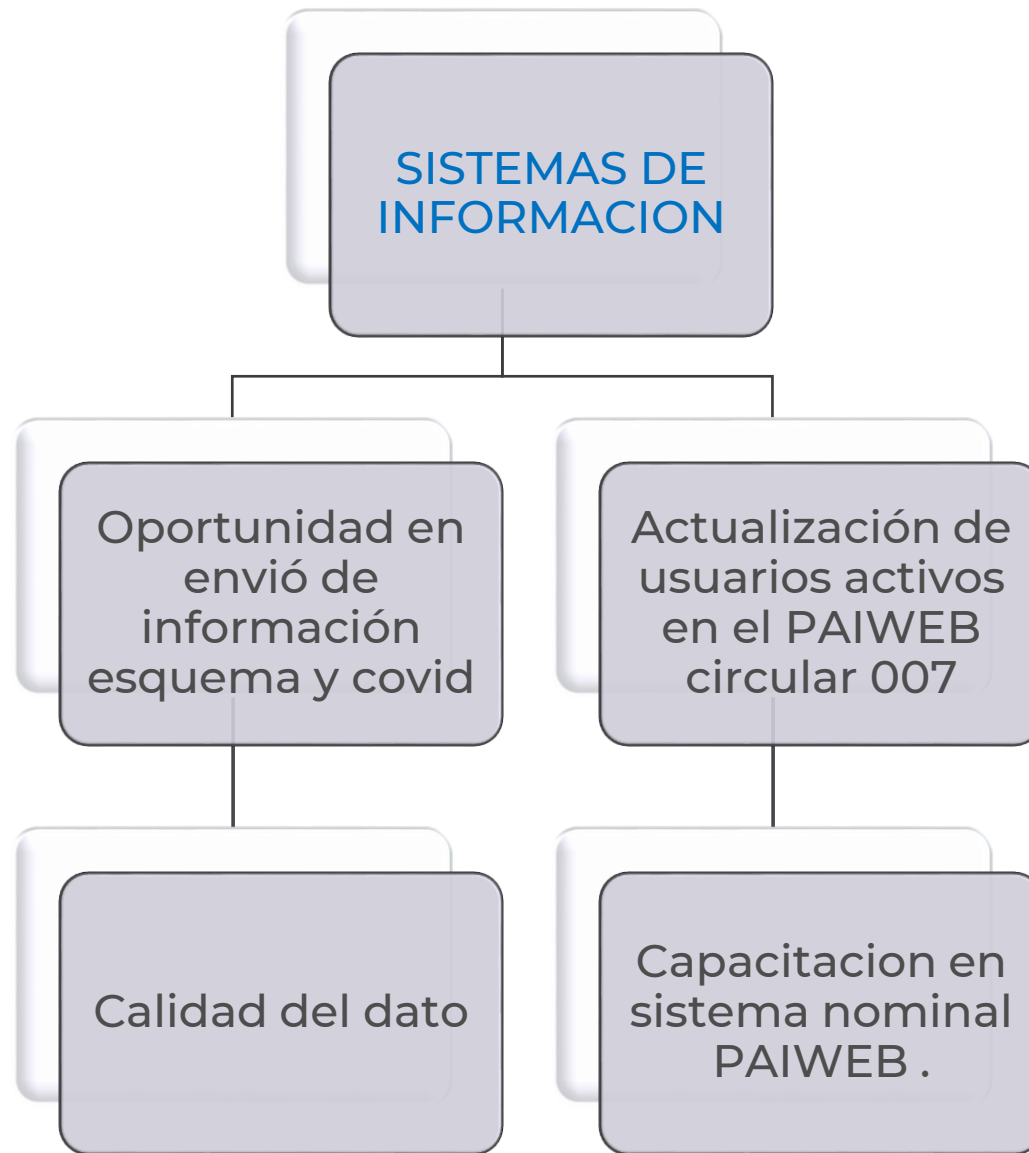 SISTEMAS DE
INFORMACION
Oportunidad en
envió de
información
esquema y covid
Actualización de
usuarios activos
en el PAIWEB
circular 007
Calidad del dato
Capacitacion en
sistema nominal
PAIWEB .